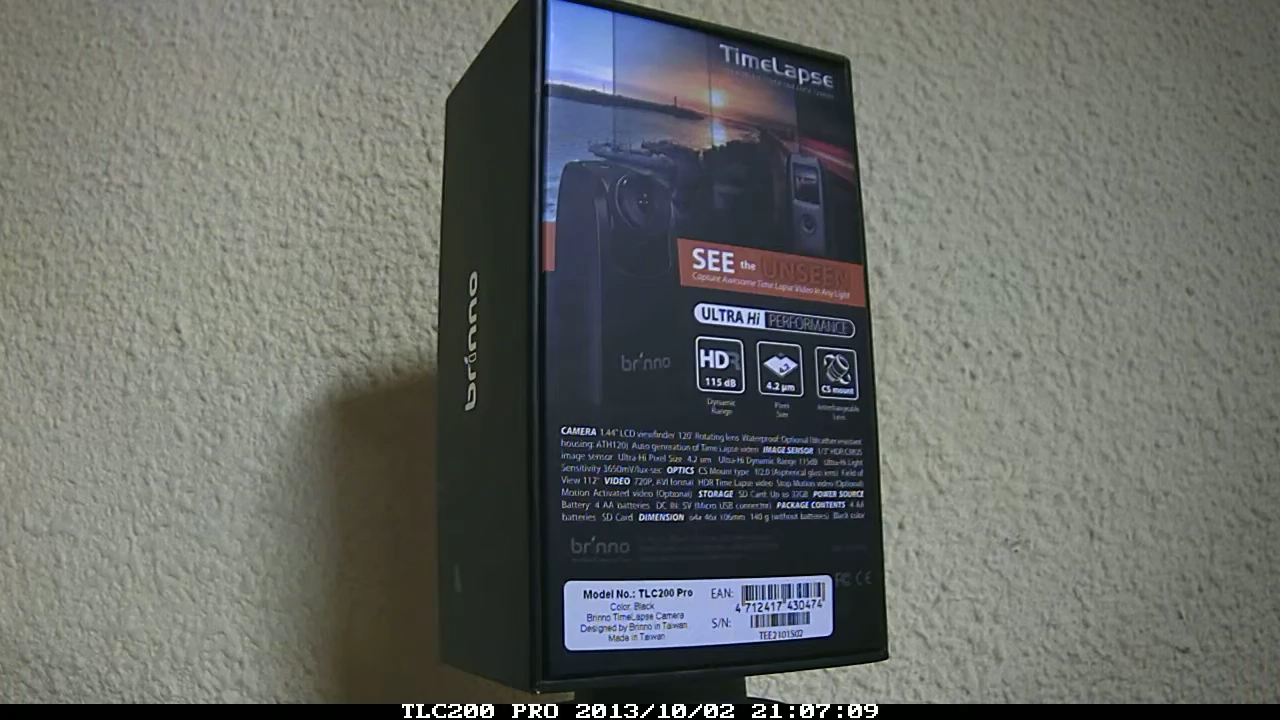 TimeLapse
SEE the UNSEEN
Capture Awesome Time Lapse Video in Any Light
ULTRA Hi PERFORMANCE
HDR
115 dB
4.2 µm
CS mount
Dynamic
Range
Pixel
Size
Interchangeable
Lens
brinno
brinno
CAMERA 1.44" LCD viewfinder 120° Rotating lens Waterproof: Optional (Weather resistant
housing: ATH120) Auto generation of Time Lapse video IMAGE SENSOR 1/3" HDR CMOS
image sensor Ultra-Hi Pixel Size 4.2 um Ultra-Hi Dynamic Range 115dB Ultra-Hi Light
Sensitivity 3650mV/lux-sec OPTICS CS Mount type f/2.0 (Aspherical glass lens) Field of
View 112° VIDEO 720P, AVI format HDR Time Lapse video Stop Motion video (Optional)
Motion Activated video (Optional) STORAGE SD Card: Up to 32GB POWER SOURCE
Battery 4 AA batteries DC IN 5V (Micro USB connector) PACKAGE CONTENTS 4 AA
batteries SD Card DIMENSION 64x 46x 106mm 140 g (without batteries) Black color
brinno
FC CE
Model No.: TLC200 Pro
Color: Black
Brinno TimeLapse Camera
Designed by Brinno in Taiwan
Made in Taiwan
EAN:
4 712417 430474
S/N:
TEE2101502
TLC200 PRO 2013/10/02 21:07:09